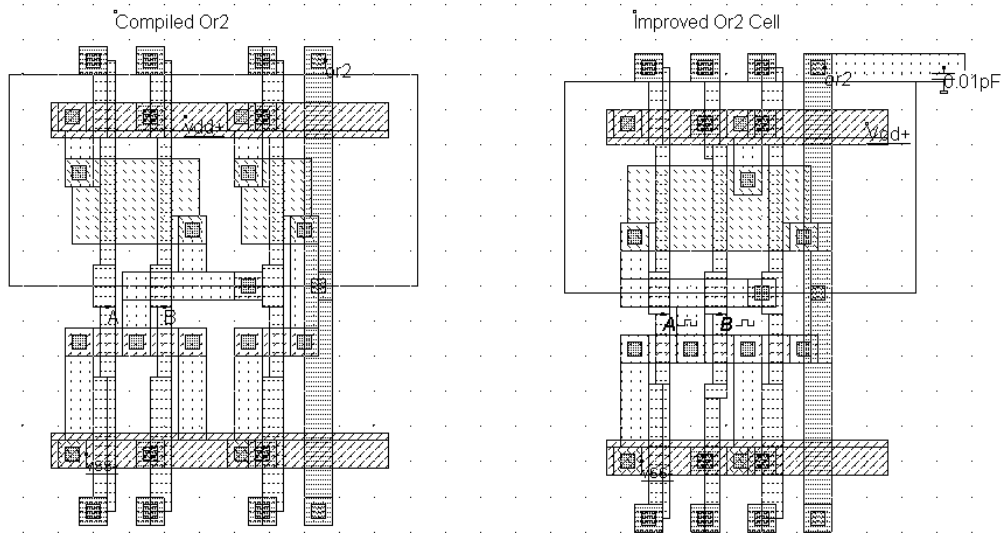 Compiled Or2
Improved Or2 Cell
or2
or2
0.01pF
Vdd+
Vdd+
A
B
A
B
vss-
vss-